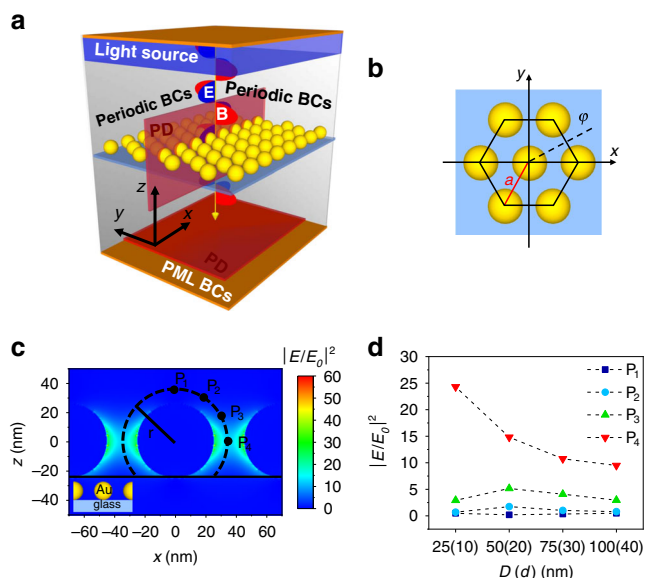 a
Light source
Periodic BCs
E
Periodic BCs
B
PD
z
y
x
PD
PML BCs
b
y
φ
x
a
c
|E/E₀|²
60
50
40
30
20
10
0
40
20
0
−20
−40
z (nm)
P₁
P₂
P₃
r
Au
glass
−60 −40 −20 0 20 40 60
x (nm)
d
30
25
20
15
10
5
0
|E/E₀|²
P₁
P₂
P₃
P₄
25(10) 50(20) 75(30) 100(40)
D (d) (nm)